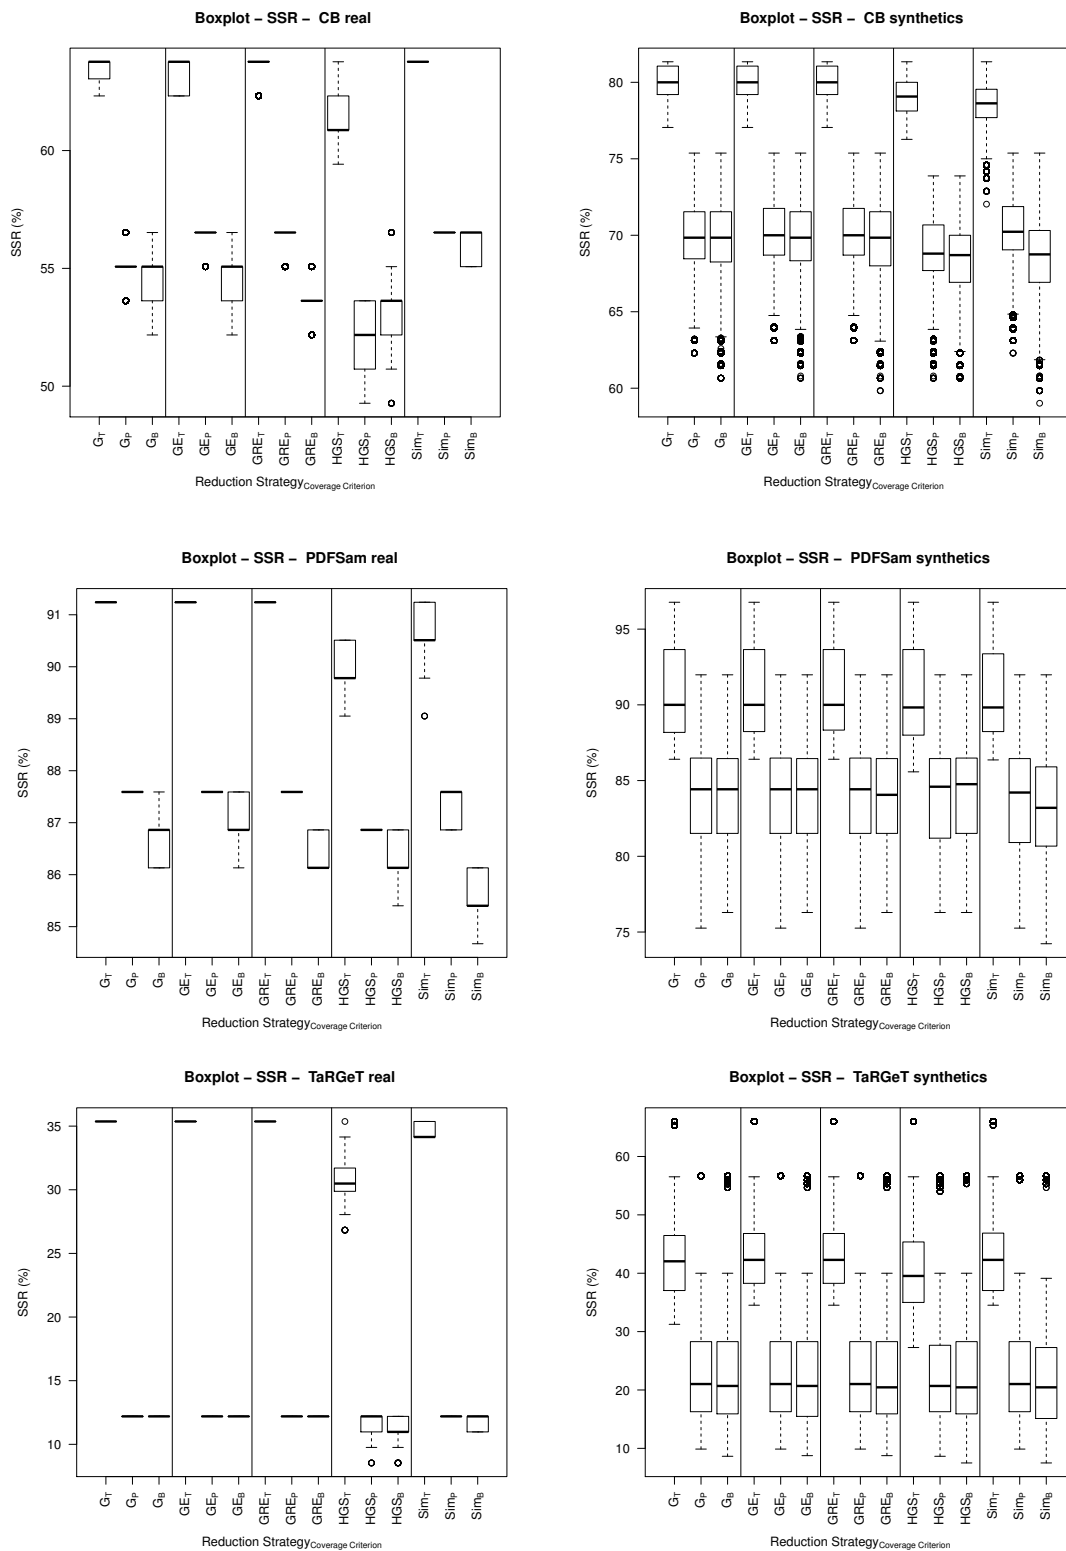 Boxplot − SSR − CB real
SSR (%)
60
55
50
G_T G_P G_B GE_T GE_P GE_B GRE_T GRE_P GRE_B HGS_T HGS_P HGS_B Sim_T Sim_P Sim_B
Reduction Strategy_Coverage Criterion
Boxplot − SSR − CB synthetics
SSR (%)
80
75
70
65
60
G_T G_P G_B GE_T GE_P GE_B GRE_T GRE_P GRE_B HGS_T HGS_P HGS_B Sim_T Sim_P Sim_B
Reduction Strategy_Coverage Criterion
Boxplot − SSR − PDFSam real
SSR (%)
91
90
89
88
87
86
85
G_T G_P G_B GE_T GE_P GE_B GRE_T GRE_P GRE_B HGS_T HGS_P HGS_B Sim_T Sim_P Sim_B
Reduction Strategy_Coverage Criterion
Boxplot − SSR − PDFSam synthetics
SSR (%)
95
90
85
80
75
G_T G_P G_B GE_T GE_P GE_B GRE_T GRE_P GRE_B HGS_T HGS_P HGS_B Sim_T Sim_P Sim_B
Reduction Strategy_Coverage Criterion
Boxplot − SSR − TaRGeT real
SSR (%)
35
30
25
20
15
10
G_T G_P G_B GE_T GE_P GE_B GRE_T GRE_P GRE_B HGS_T HGS_P HGS_B Sim_T Sim_P Sim_B
Reduction Strategy_Coverage Criterion
Boxplot − SSR − TaRGeT synthetics
SSR (%)
60
50
40
30
20
10
G_T G_P G_B GE_T GE_P GE_B GRE_T GRE_P GRE_B HGS_T HGS_P HGS_B Sim_T Sim_P Sim_B
Reduction Strategy_Coverage Criterion